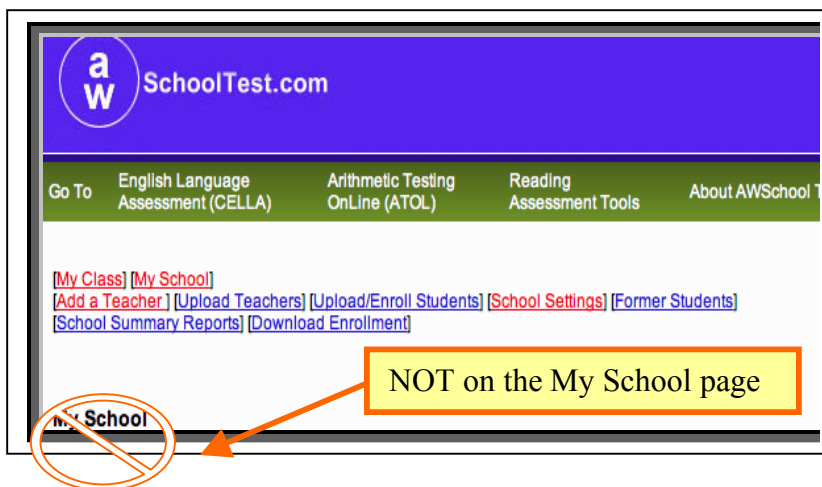 a
w
SchoolTest.com
Go To
English Language
Assessment (CELLA)
Arithmetic Testing
OnLine (ATOL)
Reading
Assessment Tools
About AWSchool T
[My Class] [My School]
[Add a Teacher ] [Upload Teachers] [Upload/Enroll Students] [School Settings] [Former Students]
[School Summary Reports] [Download Enrollment]
NOT on the My School page
My School